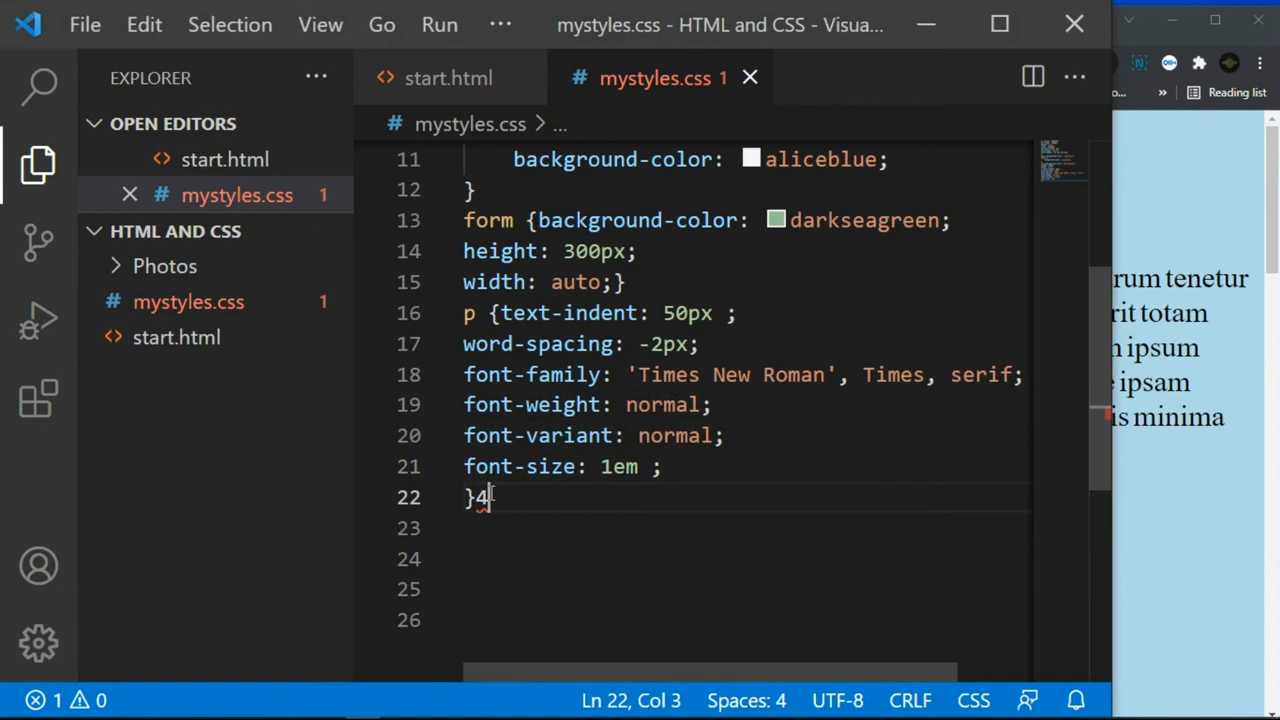 File Edit Selection View Go Run ··· mystyles.css - HTML and CSS - Visua...
EXPLORER ···
start.html
mystyles.css 1
OPEN EDITORS
start.html
mystyles.css 1
HTML AND CSS
Photos
mystyles.css 1
start.html
mystyles.css > ...
11 background-color: aliceblue;
12 }
13 form {background-color: darkseagreen;
14 height: 300px;
15 width: auto;}
16 p {text-indent: 50px ;
17 word-spacing: -2px;
18 font-family: 'Times New Roman', Times, serif;
19 font-weight: normal;
20 font-variant: normal;
21 font-size: 1em ;
22 }4
23
24
25
26
o... » Reading list
rum tenetur
rit totam
ipsum
ipsam
is minima
1 0 Ln 22, Col 3 Spaces: 4 UTF-8 CRLF CSS